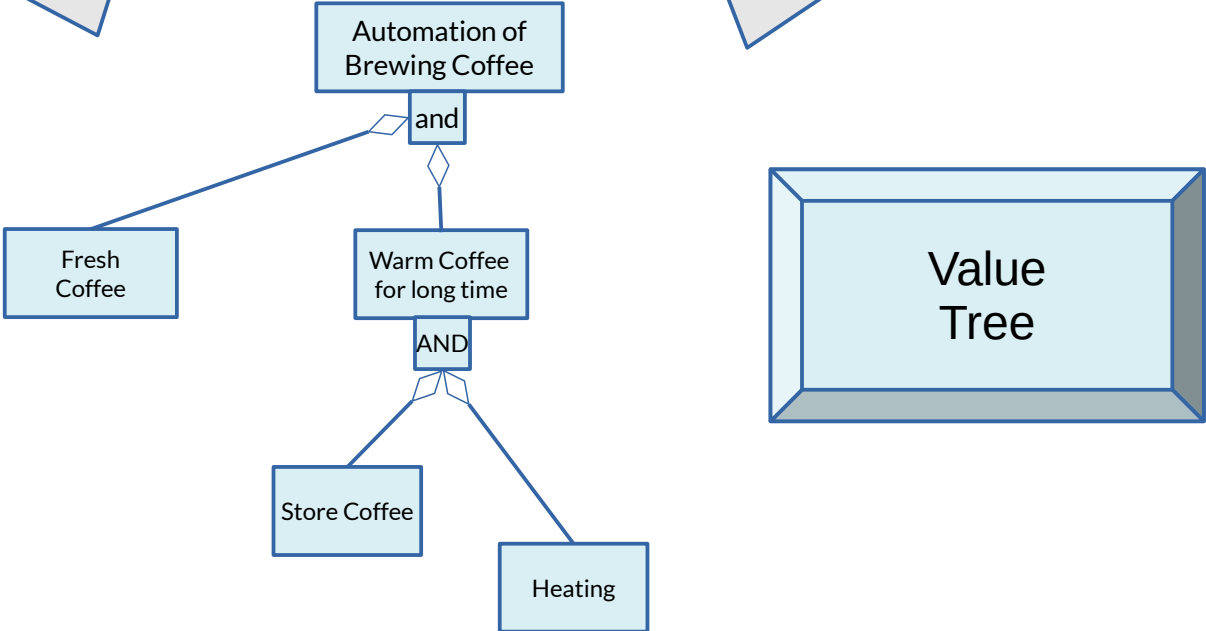 Automation of
Brewing Coffee
and
Fresh
Coffee
Warm Coffee
for long time
AND
Store Coffee
Heating
Value
Tree